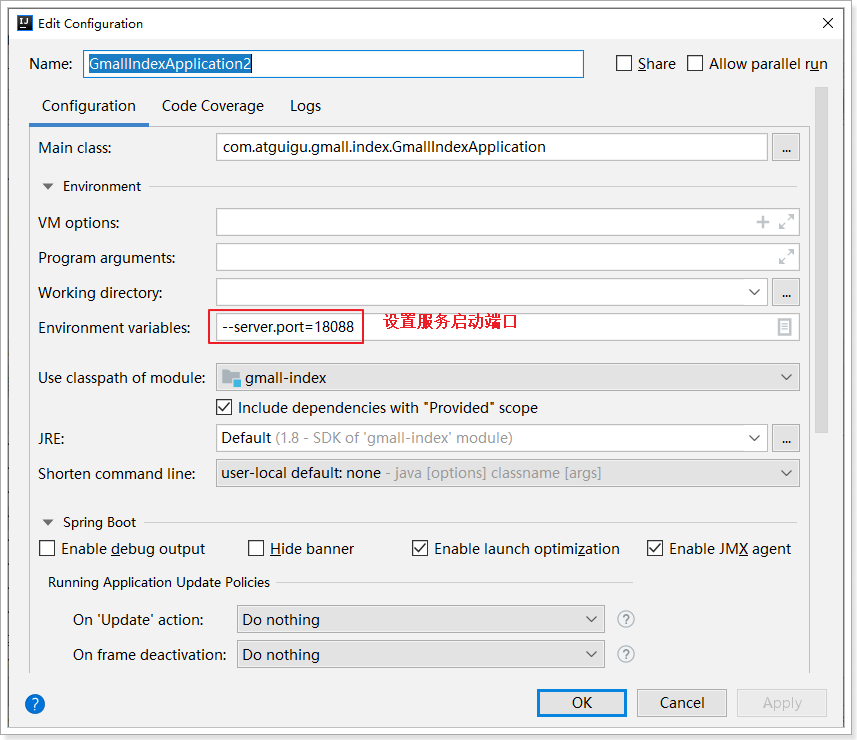 Edit Configuration
Name: GmallIndexApplication2 Share Allow parallel run
Configuration Code Coverage Logs
Main class: com.atguigu.gmall.index.GmallIndexApplication ...
Environment
VM options:
Program arguments:
Working directory: ...
Environment variables: --server.port=18088 设置服务启动端口
Use classpath of module: gmall-index
Include dependencies with "Provided" scope
JRE: Default (1.8 - SDK of 'gmall-index' module) ...
Shorten command line: user-local default: none - java [options] classname [args]
Spring Boot
Enable debug output Hide banner Enable launch optimization Enable JMX agent
Running Application Update Policies
On 'Update' action: Do nothing ?
On frame deactivation: Do nothing ?
? OK Cancel Apply